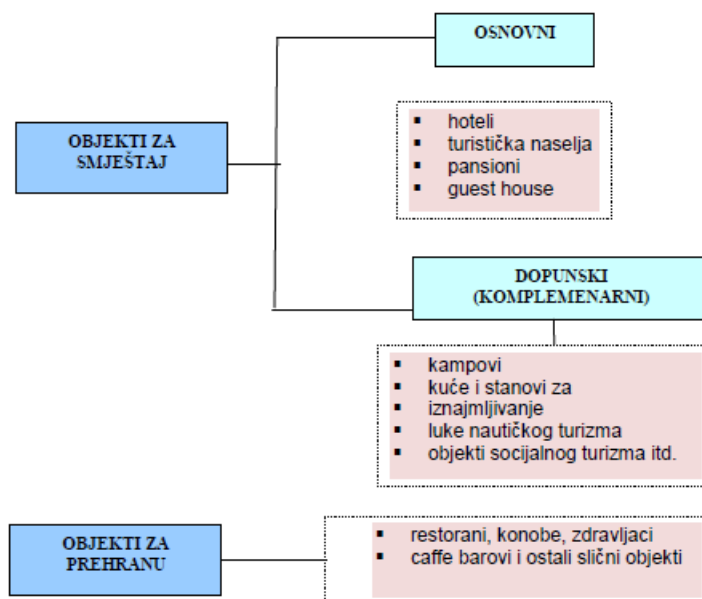 OSNOVNI
OBJEKTI ZA
SMJEŠTAJ
▪ hoteli
▪ turistička naselja
▪ pansioni
▪ guest house
DOPUNSKI
(KOMPLEMENARNI)
▪ kampovi
▪ kuće i stanovi za
▪ iznajmljivanje
▪ luke nautičkog turizma
▪ objekti socijalnog turizma itd.
OBJEKTI ZA
PREHRANU
▪ restorani, konobe, zdravljaci
▪ caffe barovi i ostali slični objekti